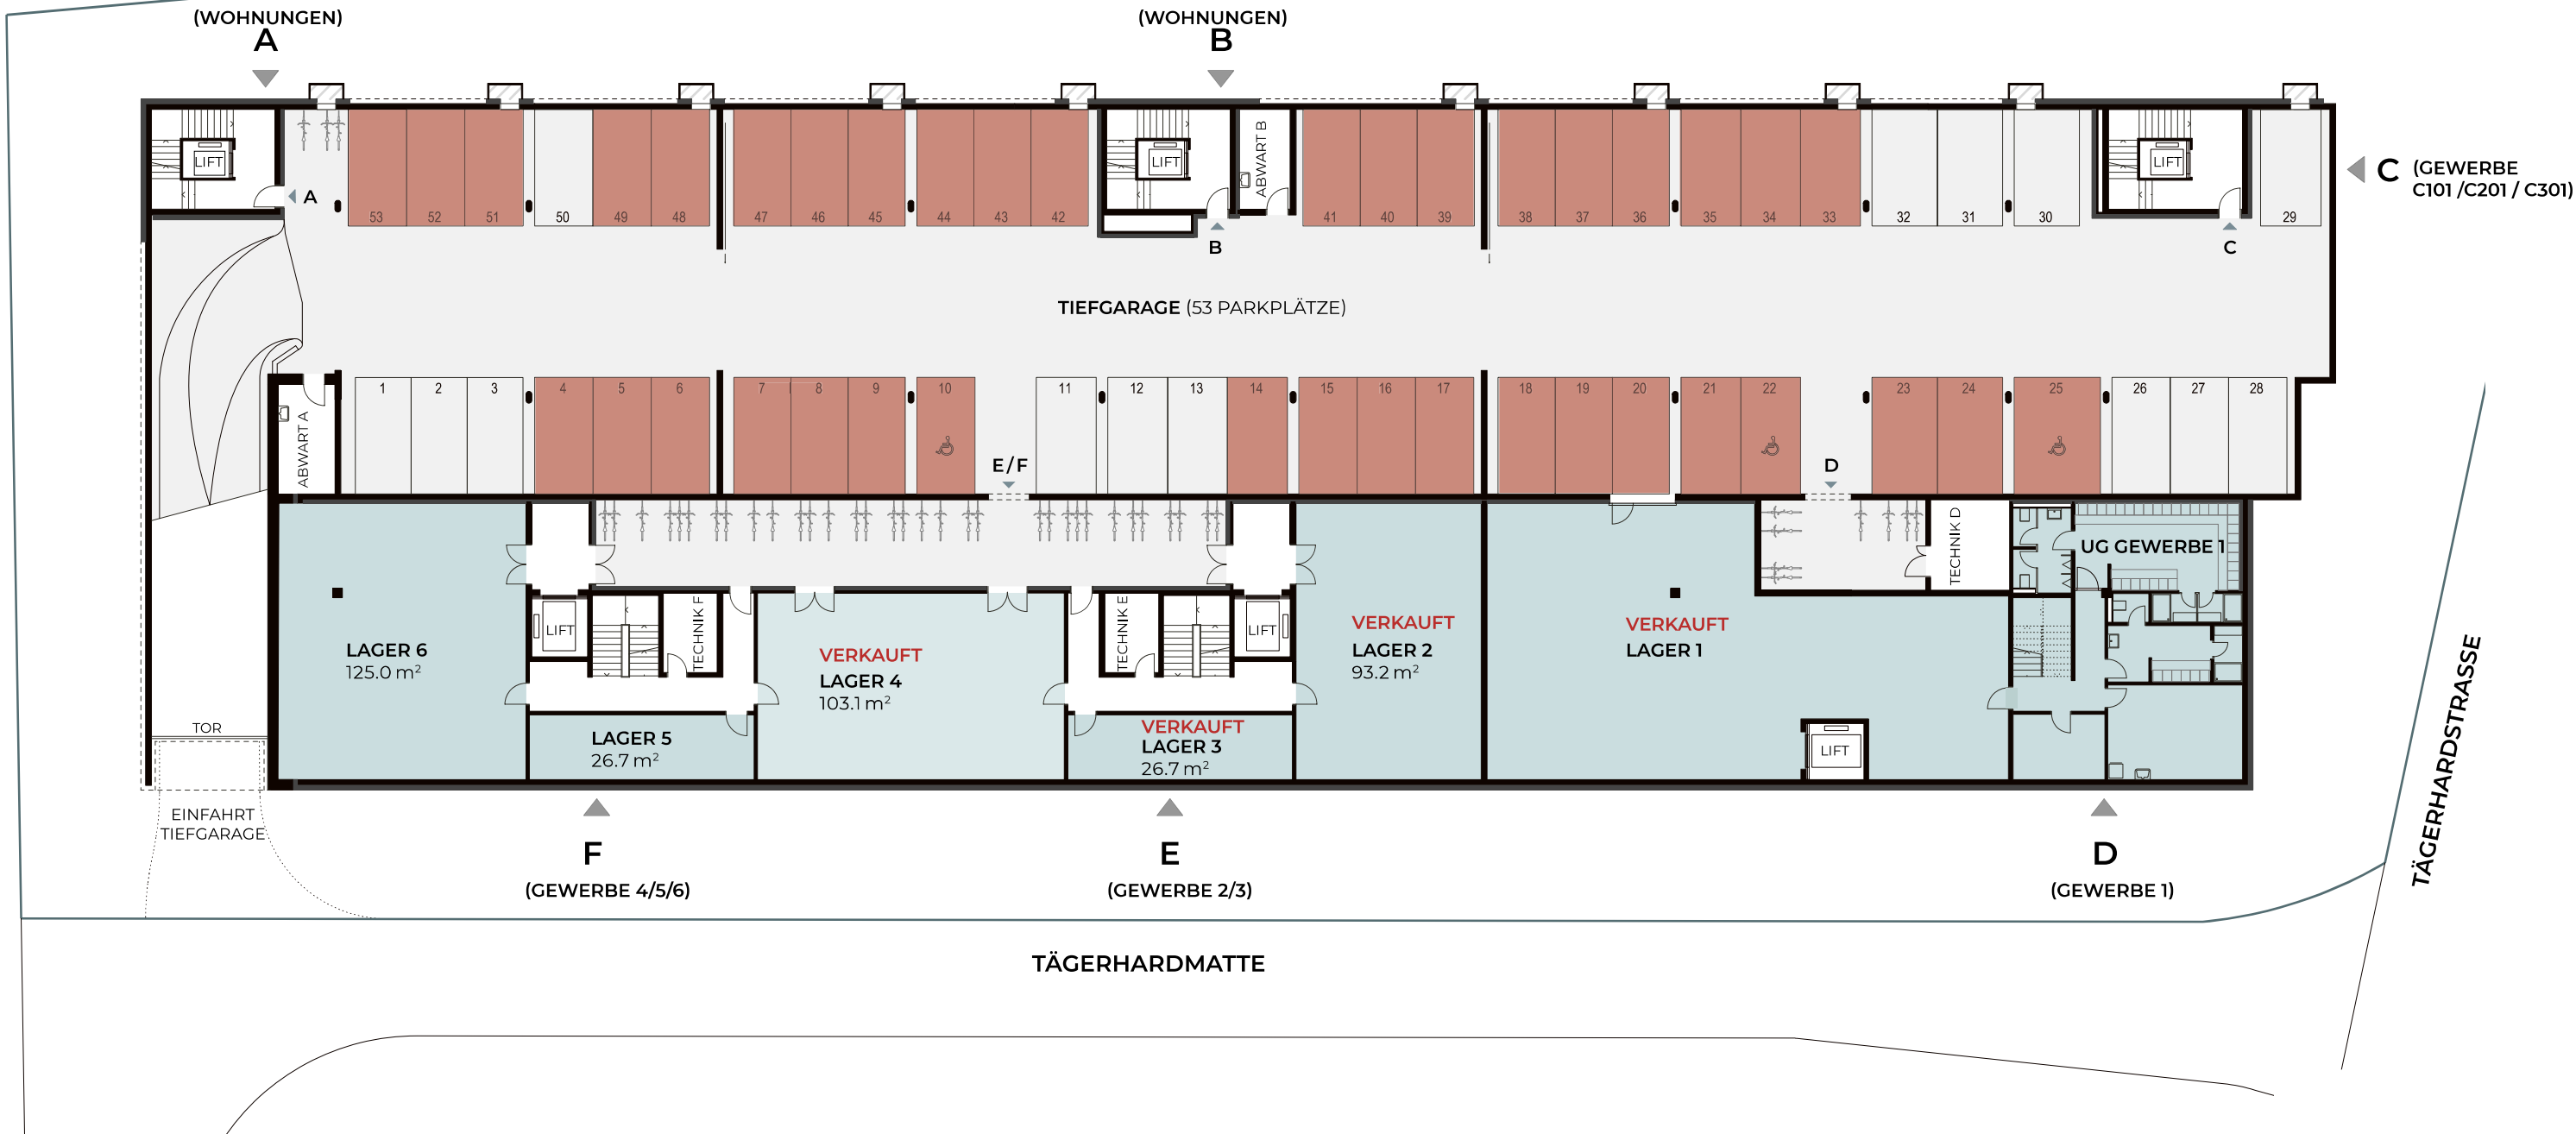 (WOHNUNGEN)
A
(WOHNUNGEN)
B
LIFT
A
53 52 51 50 49 48 47 46 45 44 43 42
LIFT
ABWART B
B
41 40 39 38 37 36 35 34 33 32 31 30
LIFT
C
29
C (GEWERBE
C101 /C201 / C301)
TIEFGARAGE (53 PARKPLÄTZE)
ABWART A
1 2 3 4 5 6 7 8 9 10 11 12 13 14 15 16 17 18 19 20 21 22 23 24 25 26 27 28
E / F
D
LAGER 6
125.0 m²
LIFT
TECHNIK F
VERKAUFT
LAGER 4
103.1 m²
TECHNIK E
LIFT
VERKAUFT
LAGER 2
93.2 m²
VERKAUFT
LAGER 1
TECHNIK D
UG GEWERBE 1
LAGER 5
26.7 m²
VERKAUFT
LAGER 3
26.7 m²
LIFT
TOR
EINFAHRT
TIEFGARAGE
F
(GEWERBE 4/5/6)
E
(GEWERBE 2/3)
D
(GEWERBE 1)
TÄGERHARDSTRASSE
TÄGERHARDMATTE